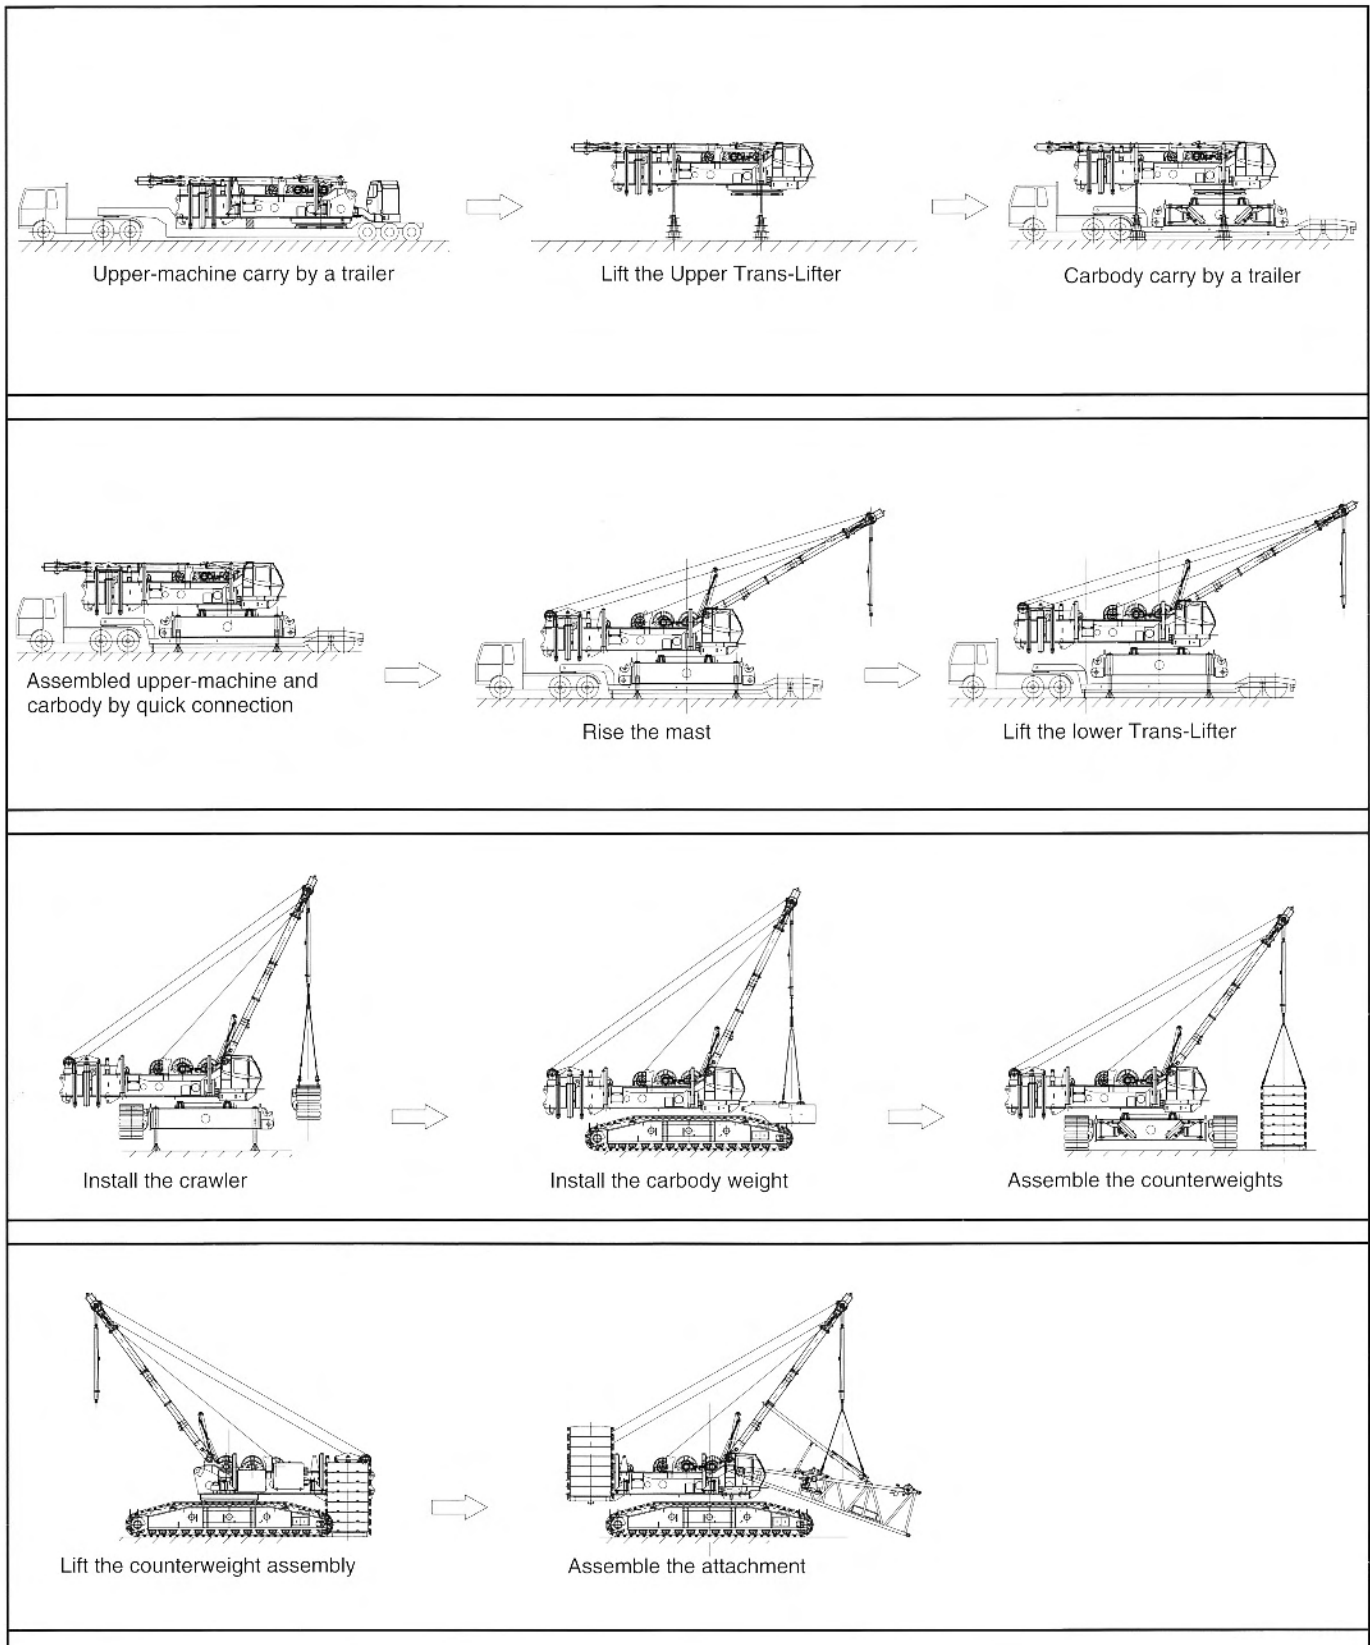 Upper-machine carry by a trailer
Lift the Upper Trans-Lifter
Carbody carry by a trailer
Assembled upper-machine and
carbody by quick connection
Rise the mast
Lift the lower Trans-Lifter
Install the crawler
Install the carbody weight
Assemble the counterweights
Lift the counterweight assembly
Assemble the attachment